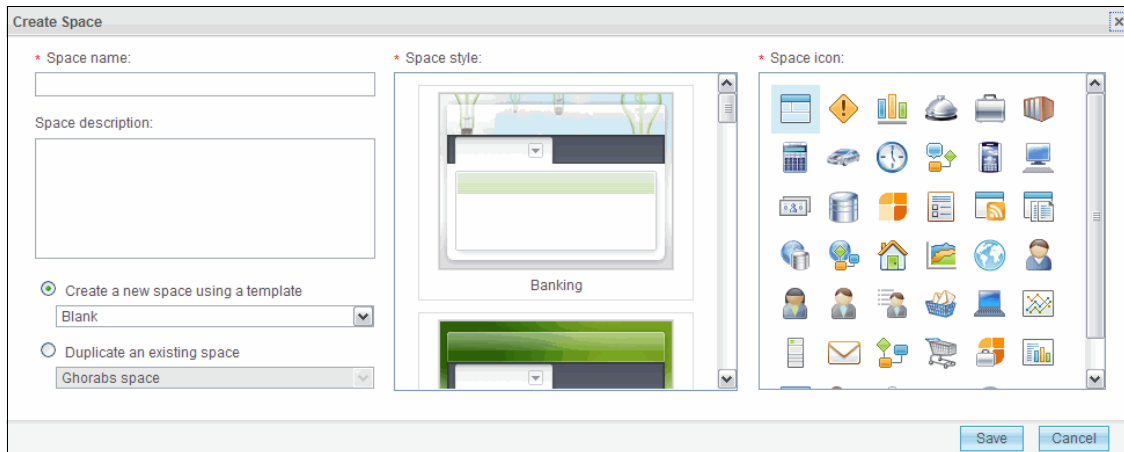 Create Space
* Space name:
Space description:
Create a new space using a template
Blank
Duplicate an existing space
Ghorabs space
* Space style:
Banking
* Space icon:
Save
Cancel